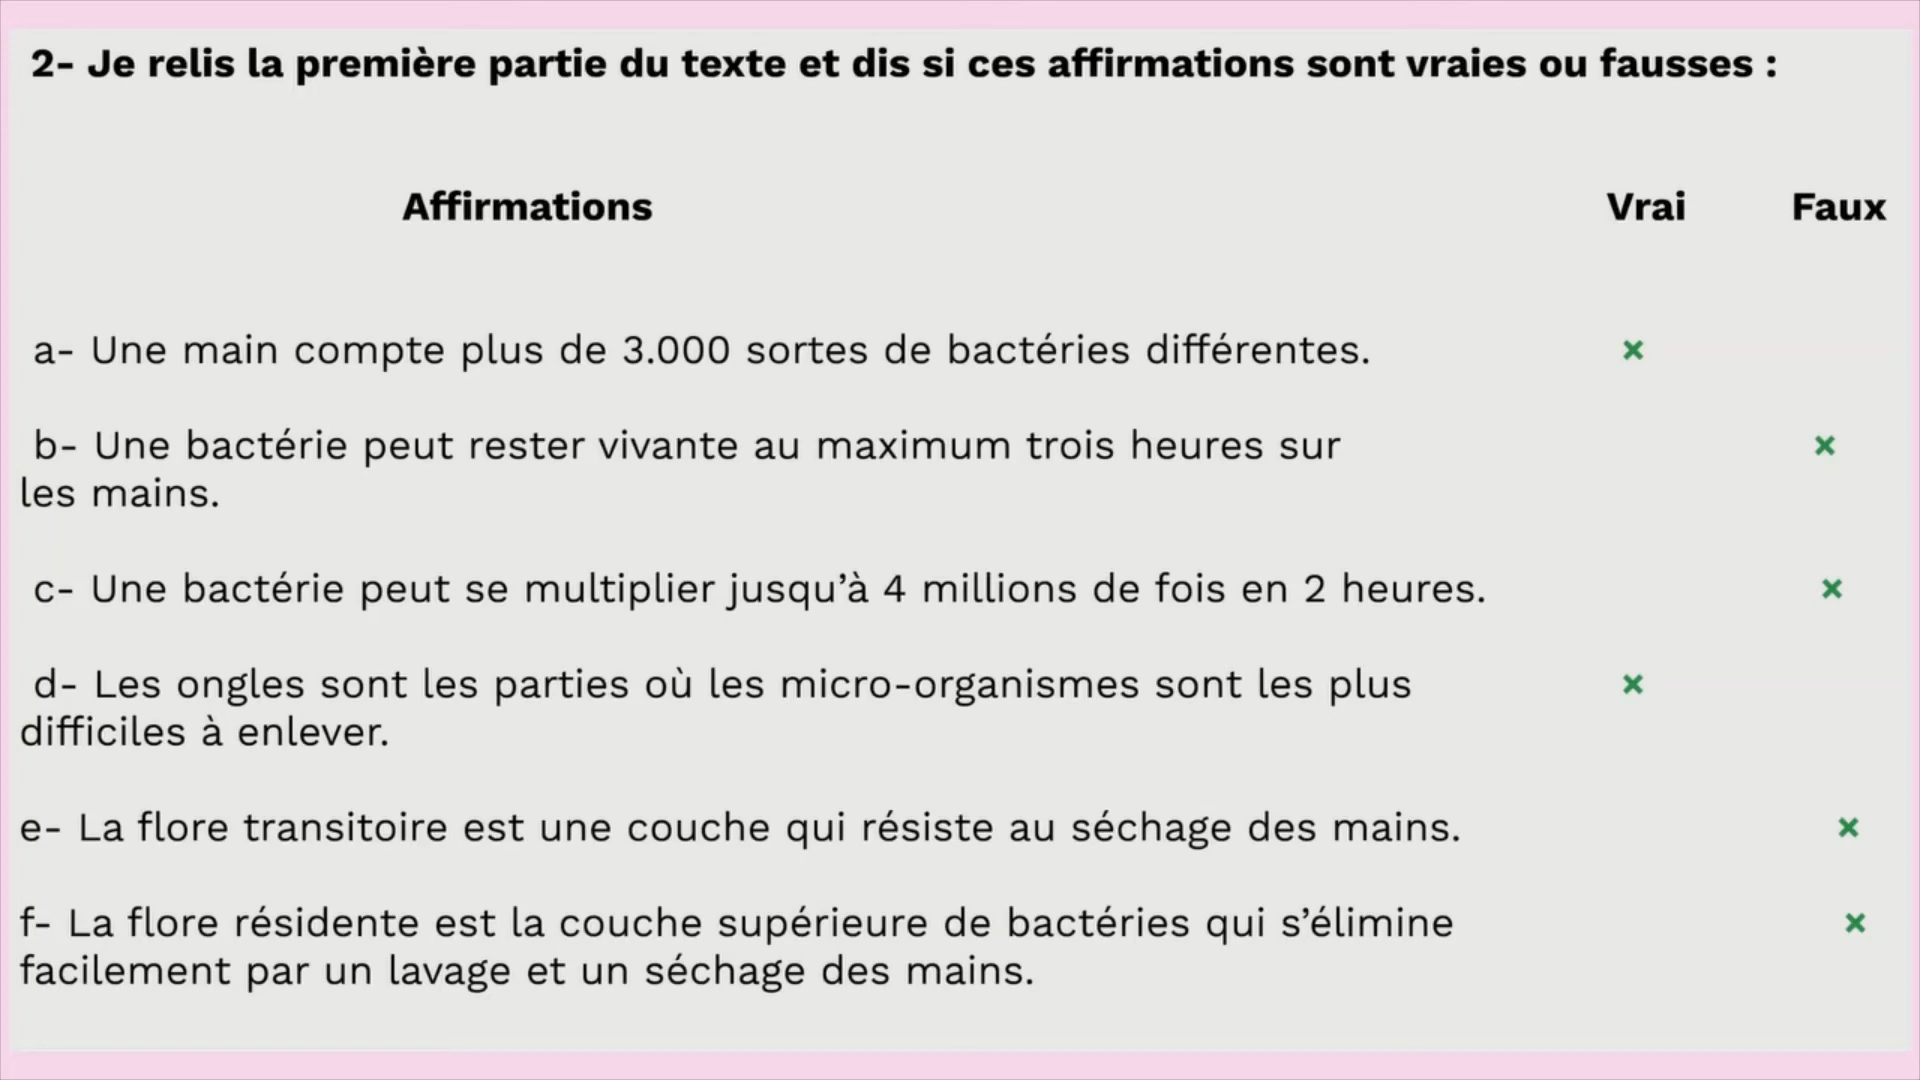 2- Je relis la première partie du texte et dis si ces affirmations sont vraies ou fausses :
Affirmations Vrai Faux
a- Une main compte plus de 3.000 sortes de bactéries différentes. ×
b- Une bactérie peut rester vivante au maximum trois heures sur ×
les mains.
c- Une bactérie peut se multiplier jusqu’à 4 millions de fois en 2 heures. ×
d- Les ongles sont les parties où les micro-organismes sont les plus ×
difficiles à enlever.
e- La flore transitoire est une couche qui résiste au séchage des mains. ×
f- La flore résidente est la couche supérieure de bactéries qui s’élimine ×
facilement par un lavage et un séchage des mains.